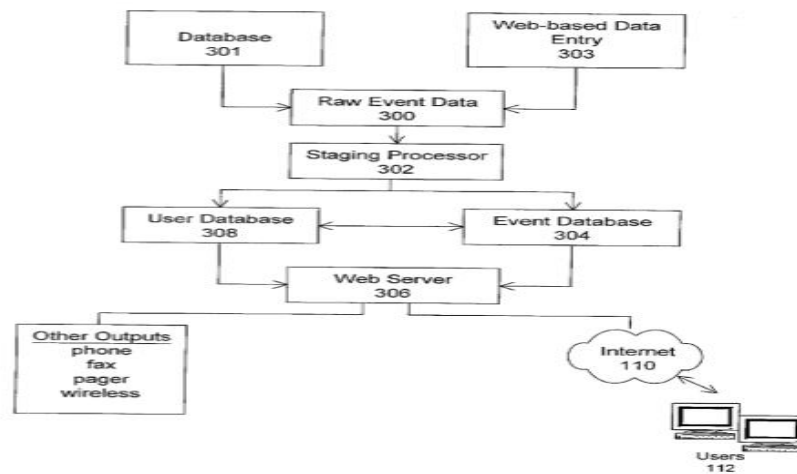 Database
301
Web-based Data
Entry
303
Raw Event Data
300
Staging Processor
302
User Database
308
Event Database
304
Web Server
306
Other Outputs
phone
fax
pager
wireless
Internet
110
Users
112